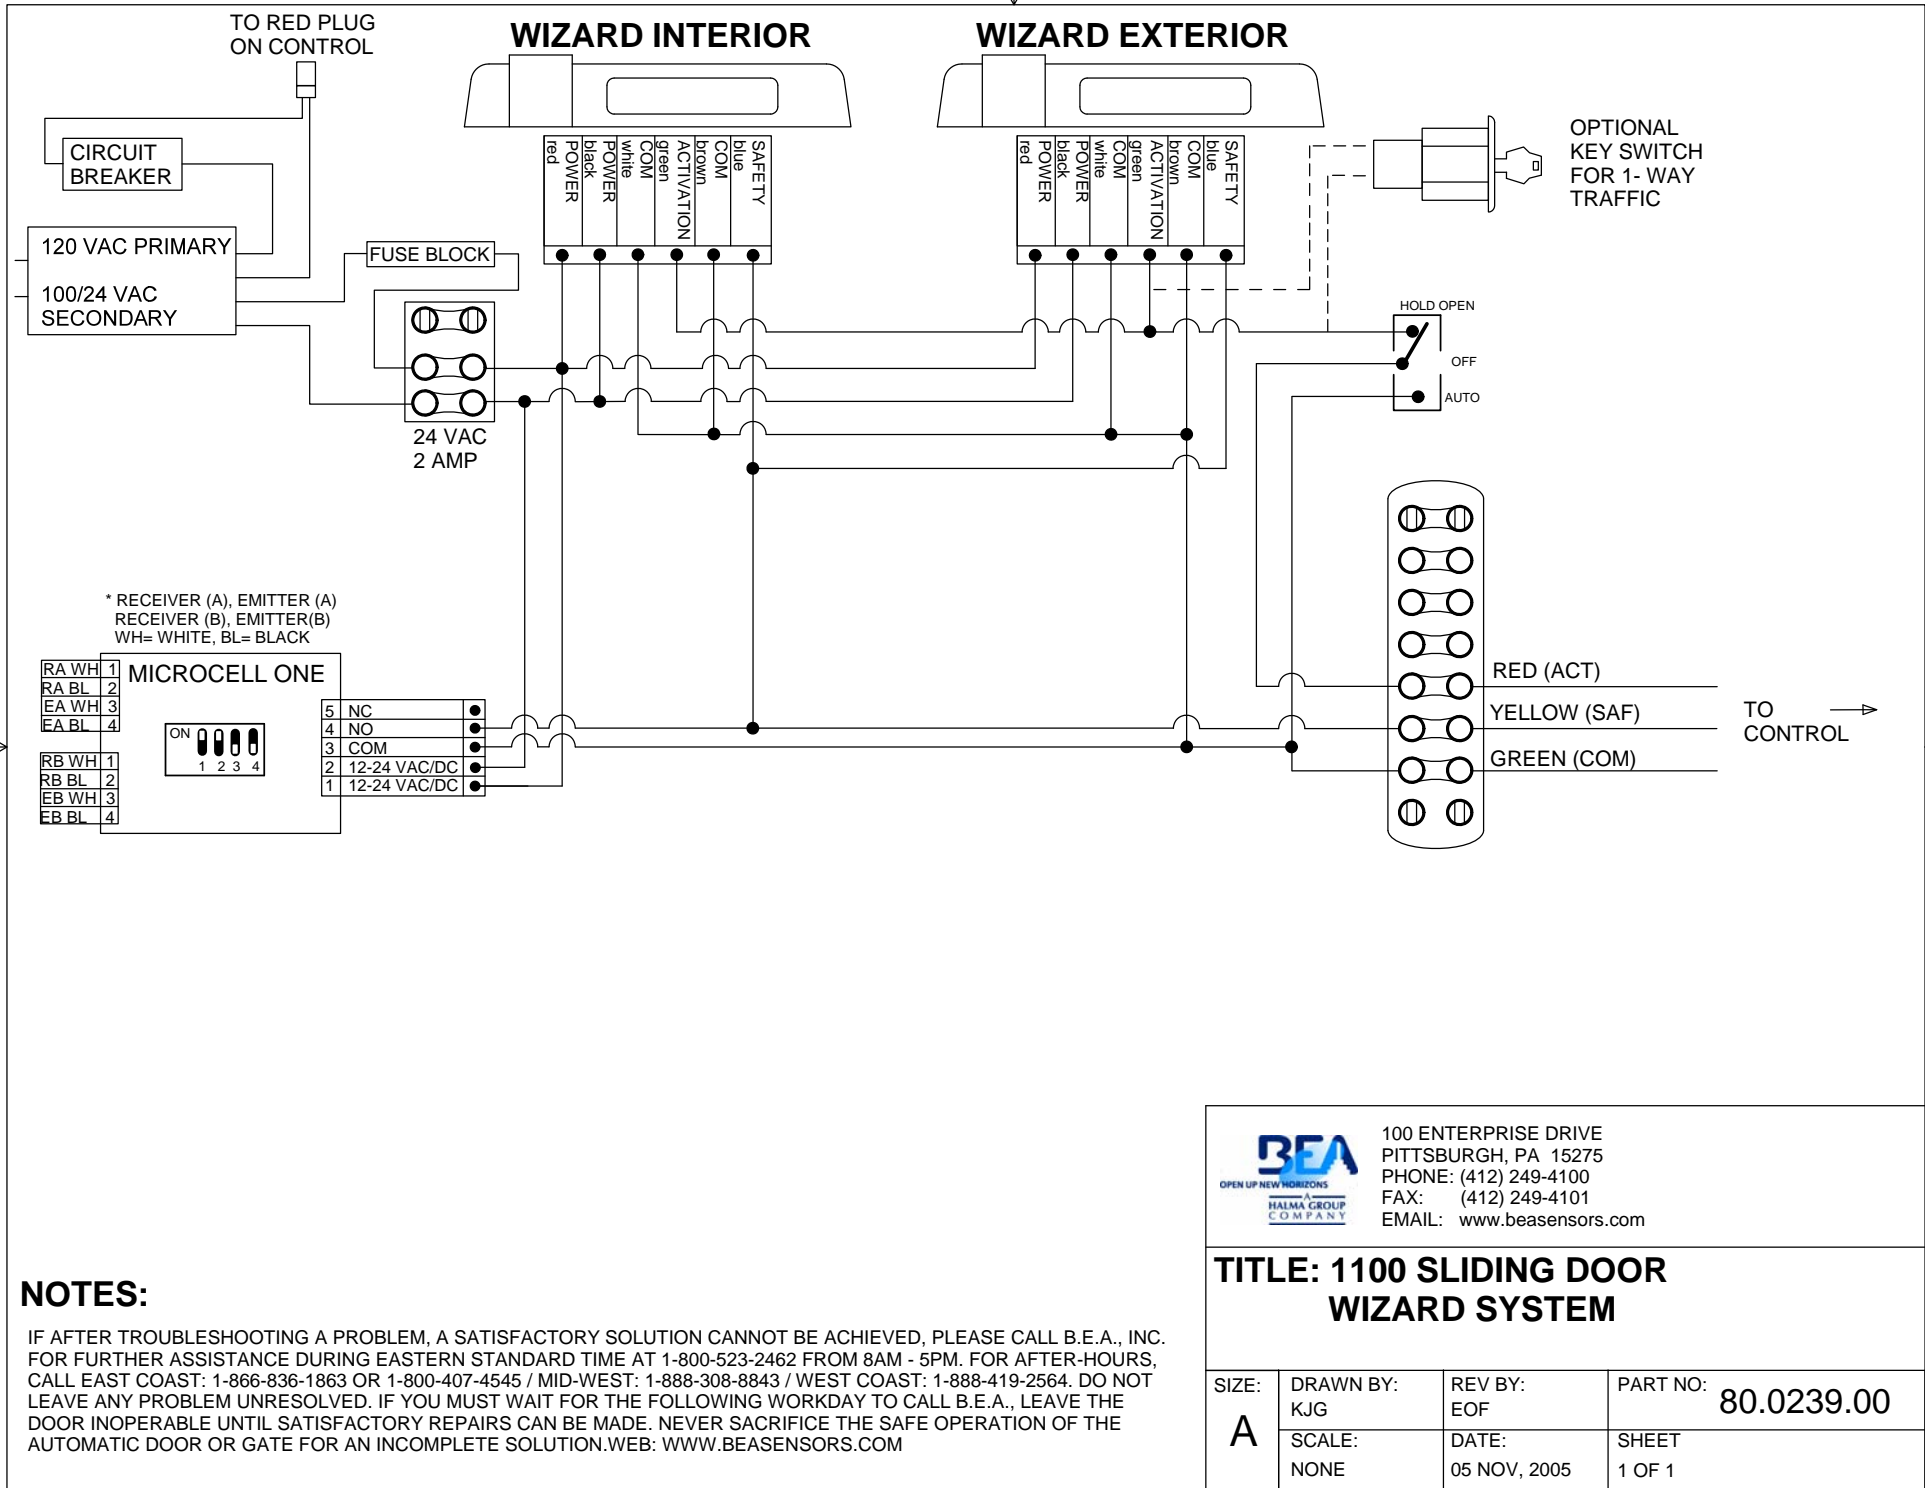 TO RED PLUG
ON CONTROL
WIZARD INTERIOR
WIZARD EXTERIOR
CIRCUIT
BREAKER
red
POWER
black
POWER
white
COM
green
ACTIVATION
brown
COM
blue
SAFETY
red
POWER
black
POWER
white
COM
green
ACTIVATION
brown
COM
blue
SAFETY
OPTIONAL
KEY SWITCH
FOR 1- WAY
TRAFFIC
120 VAC PRIMARY
100/24 VAC
SECONDARY
FUSE BLOCK
HOLD OPEN
OFF
AUTO
24 VAC
2 AMP
* RECEIVER (A), EMITTER (A)
RECEIVER (B), EMITTER(B)
WH= WHITE, BL= BLACK
MICROCELL ONE
RA WH 1
RA BL 2
EA WH 3
EA BL 4
RB WH 1
RB BL 2
EB WH 3
EB BL 4
ON
1 2 3 4
5 NC
4 NO
3 COM
2 12-24 VAC/DC
1 12-24 VAC/DC
RED (ACT)
YELLOW (SAF)
GREEN (COM)
TO
CONTROL
BEA
OPEN UP NEW HORIZONS
A
HALMA GROUP
COMPANY
100 ENTERPRISE DRIVE
PITTSBURGH, PA 15275
PHONE: (412) 249-4100
FAX: (412) 249-4101
EMAIL: www.beasensors.com
TITLE: 1100 SLIDING DOOR
WIZARD SYSTEM
SIZE:
A
DRAWN BY:
KJG
REV BY:
EOF
PART NO: 80.0239.00
SCALE:
NONE
DATE:
05 NOV, 2005
SHEET
1 OF 1
NOTES:
IF AFTER TROUBLESHOOTING A PROBLEM, A SATISFACTORY SOLUTION CANNOT BE ACHIEVED, PLEASE CALL B.E.A., INC.
FOR FURTHER ASSISTANCE DURING EASTERN STANDARD TIME AT 1-800-523-2462 FROM 8AM - 5PM. FOR AFTER-HOURS,
CALL EAST COAST: 1-866-836-1863 OR 1-800-407-4545 / MID-WEST: 1-888-308-8843 / WEST COAST: 1-888-419-2564. DO NOT
LEAVE ANY PROBLEM UNRESOLVED. IF YOU MUST WAIT FOR THE FOLLOWING WORKDAY TO CALL B.E.A., LEAVE THE
DOOR INOPERABLE UNTIL SATISFACTORY REPAIRS CAN BE MADE. NEVER SACRIFICE THE SAFE OPERATION OF THE
AUTOMATIC DOOR OR GATE FOR AN INCOMPLETE SOLUTION.WEB: WWW.BEASENSORS.COM